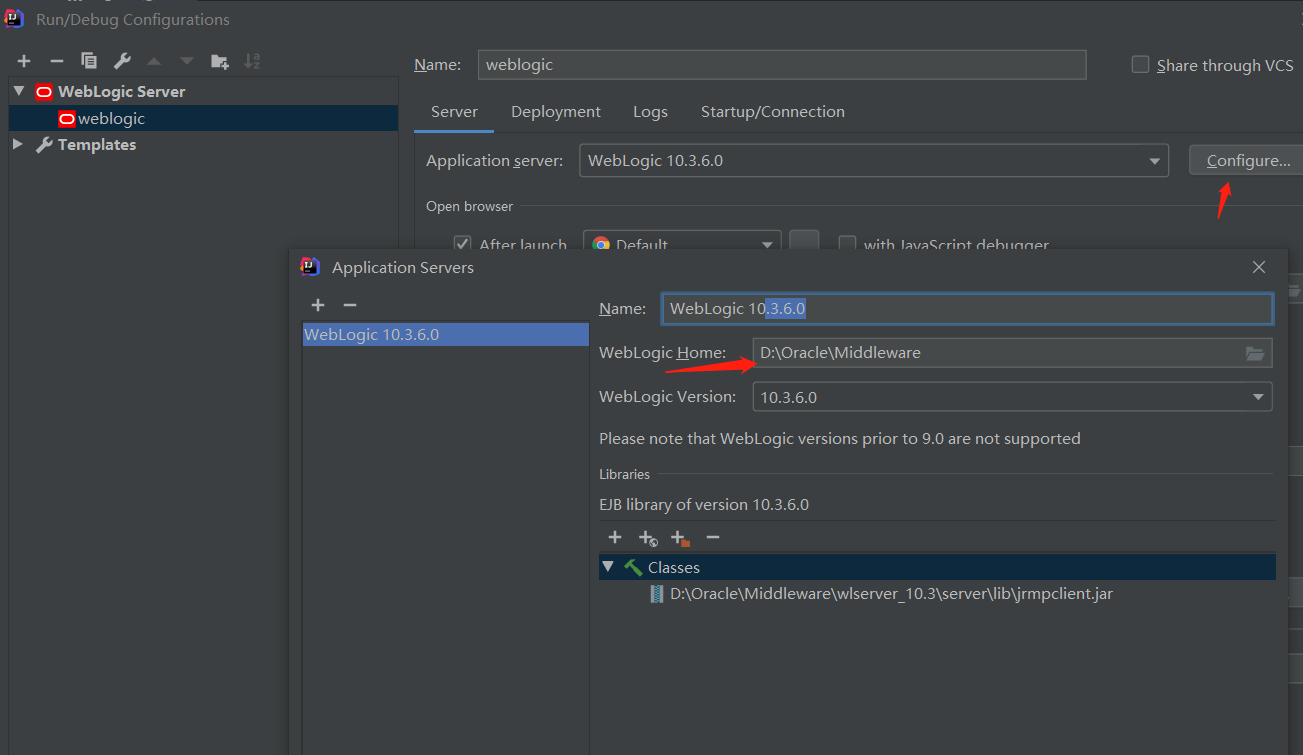 Run/Debug Configurations
WebLogic Server
weblogic
Templates
Name: weblogic
Share through VCS
Server Deployment Logs Startup/Connection
Application server: WebLogic 10.3.6.0 Configure...
Open browser
After launch Default with JavaScript debugger
Application Servers
WebLogic 10.3.6.0
Name: WebLogic 10.3.6.0
WebLogic Home: D:\Oracle\Middleware
WebLogic Version: 10.3.6.0
Please note that WebLogic versions prior to 9.0 are not supported
Libraries
EJB library of version 10.3.6.0
Classes
D:\Oracle\Middleware\wlserver_10.3\server\lib\jrmpclient.jar